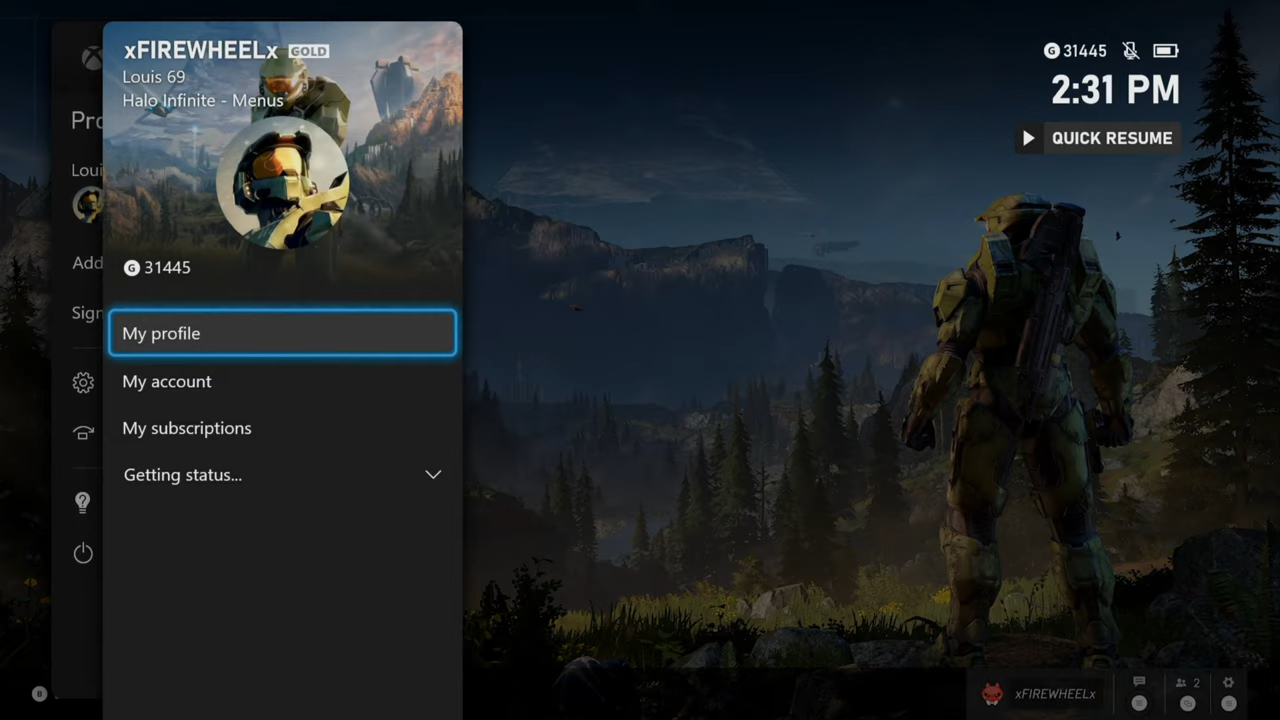 xFIREWHEELx GOLD
Louis 69
Halo Infinite - Menus
G 31445
Pro
Loui
Add
Sign
My profile
My account
My subscriptions
Getting status...
G 31445
2:31 PM
QUICK RESUME
xFIREWHEELx
2